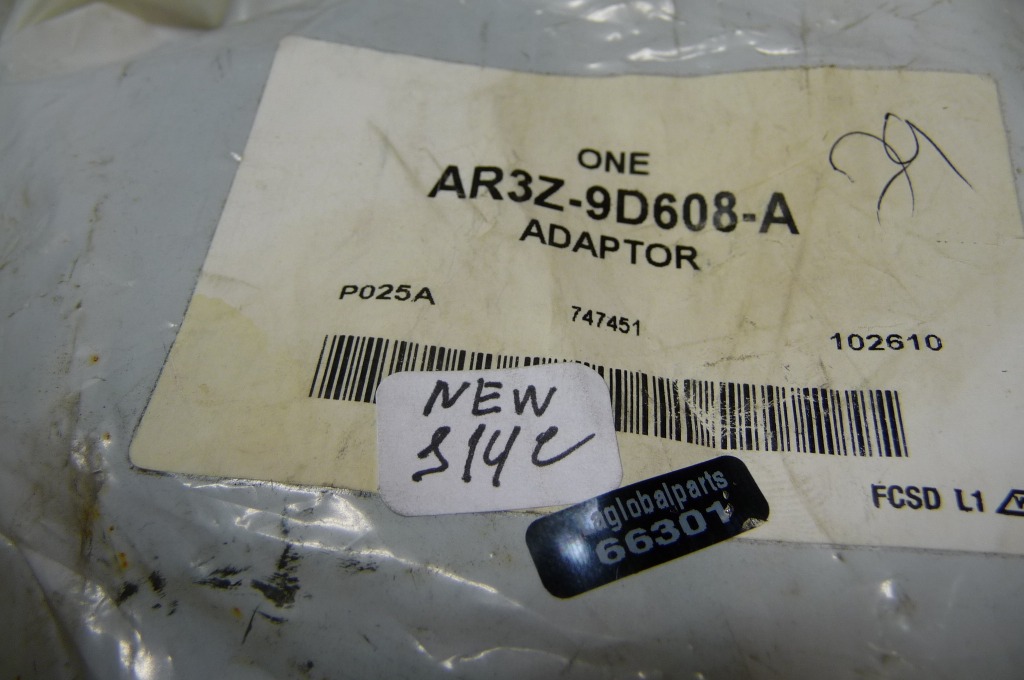 ONE
AR3Z-9D608-A
ADAPTOR
P025A
747451
102610
NEW
aglobalparts
66301
FCSD L1